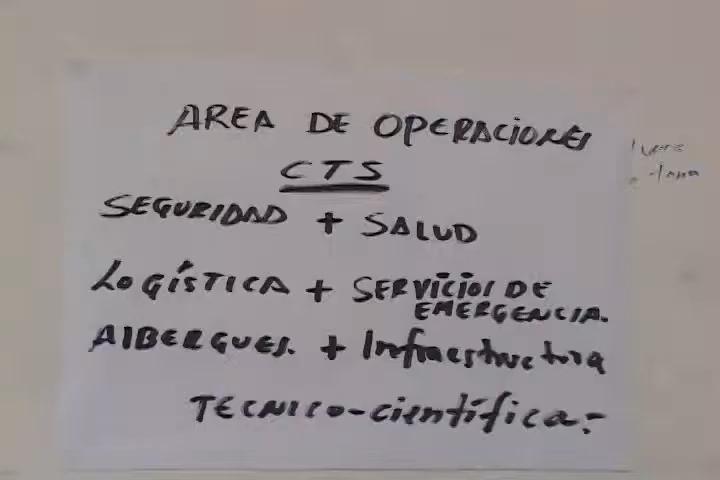 AREA DE OPERACIONES
CTS
SEGURIDAD + SALUD
LOGÍSTICA + SERVICIOS DE
EMERGENCIA.
AlBERGUES. + Infraestructura
TECNICO-científica:-